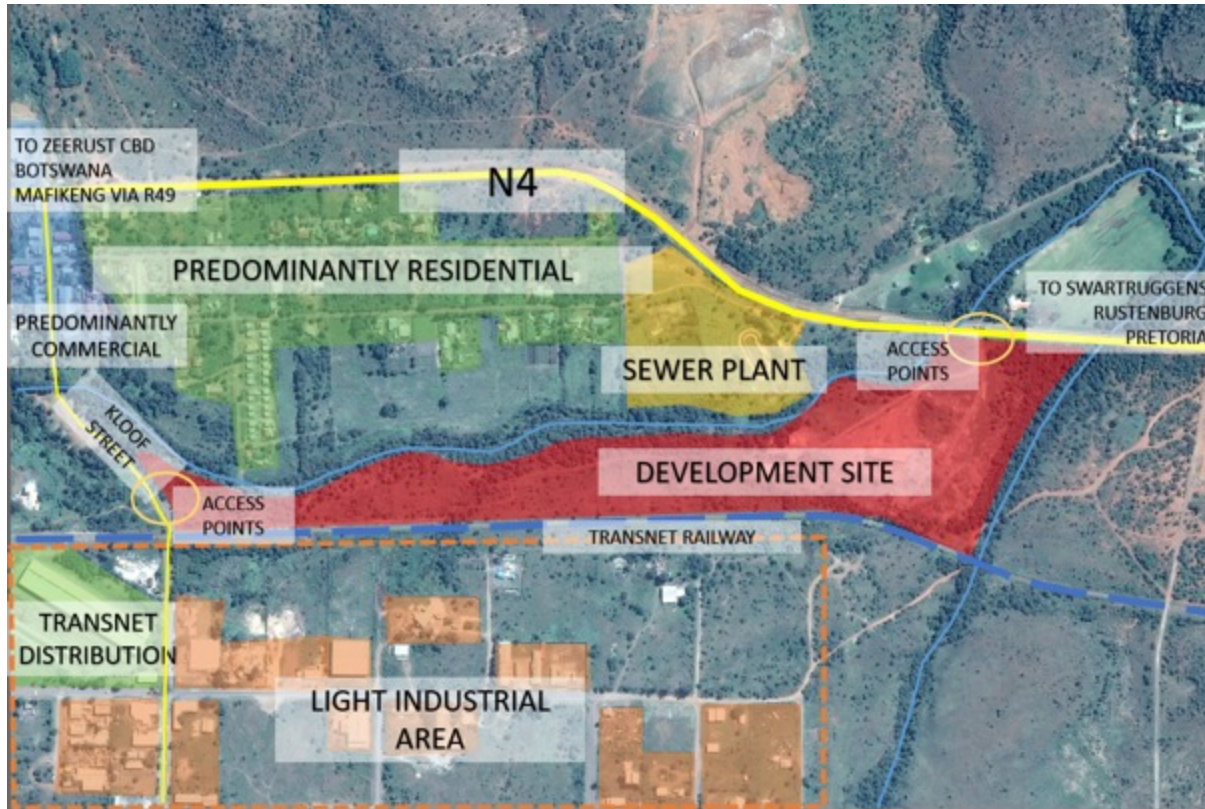 TO ZEERUST CBD
BOTSWANA
MAFIKENG VIA R49
N4
PREDOMINANTLY RESIDENTIAL
TO SWARTRUGGENS
RUSTENBURG
PRETORIA
PREDOMINANTLY
COMMERCIAL
ACCESS
POINTS
SEWER PLANT
KLOOF
STREET
DEVELOPMENT SITE
ACCESS
POINTS
TRANSNET RAILWAY
TRANSNET
DISTRIBUTION
LIGHT INDUSTRIAL
AREA